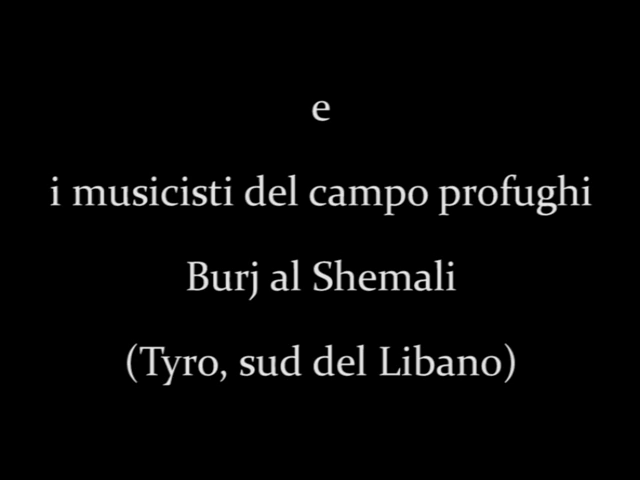 e
i musicisti del campo profughi
Burj al Shemali
(Tyro, sud del Libano)